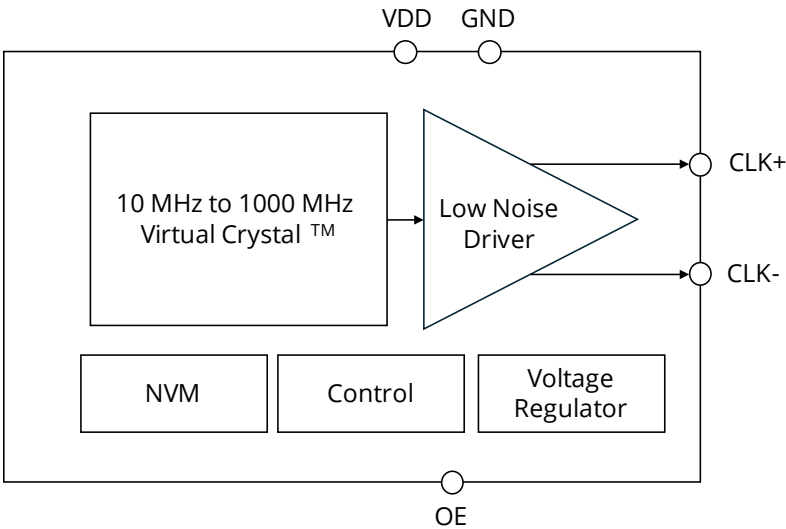 VDD GND
CLK+
10 MHz to 1000 MHz
Virtual Crystal TM
Low Noise
Driver
CLK-
NVM
Control
Voltage
Regulator
OE